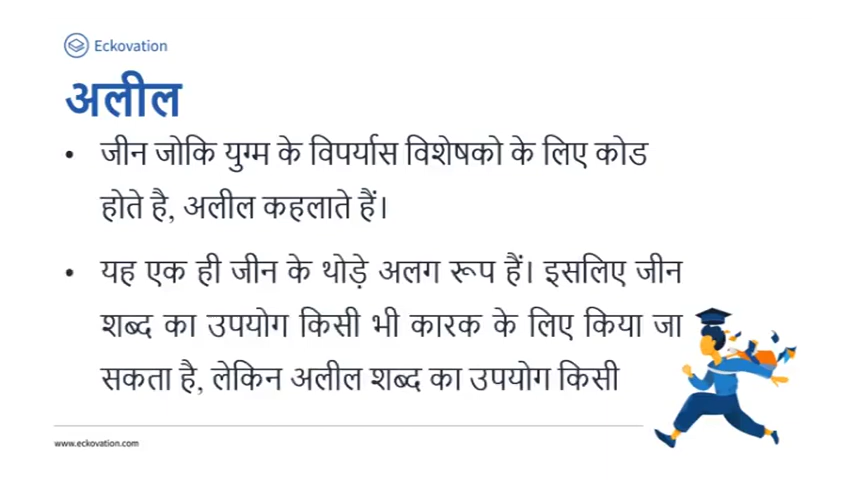 Eckovation
अलील
• जीन जोकि युग्म के विपर्यास विशेषको के लिए कोड
होते है, अलील कहलाते हैं।
• यह एक ही जीन के थोड़े अलग रूप हैं। इसलिए जीन
शब्द का उपयोग किसी भी कारक के लिए किया जा
सकता है, लेकिन अलील शब्द का उपयोग किसी
www.eckovation.com